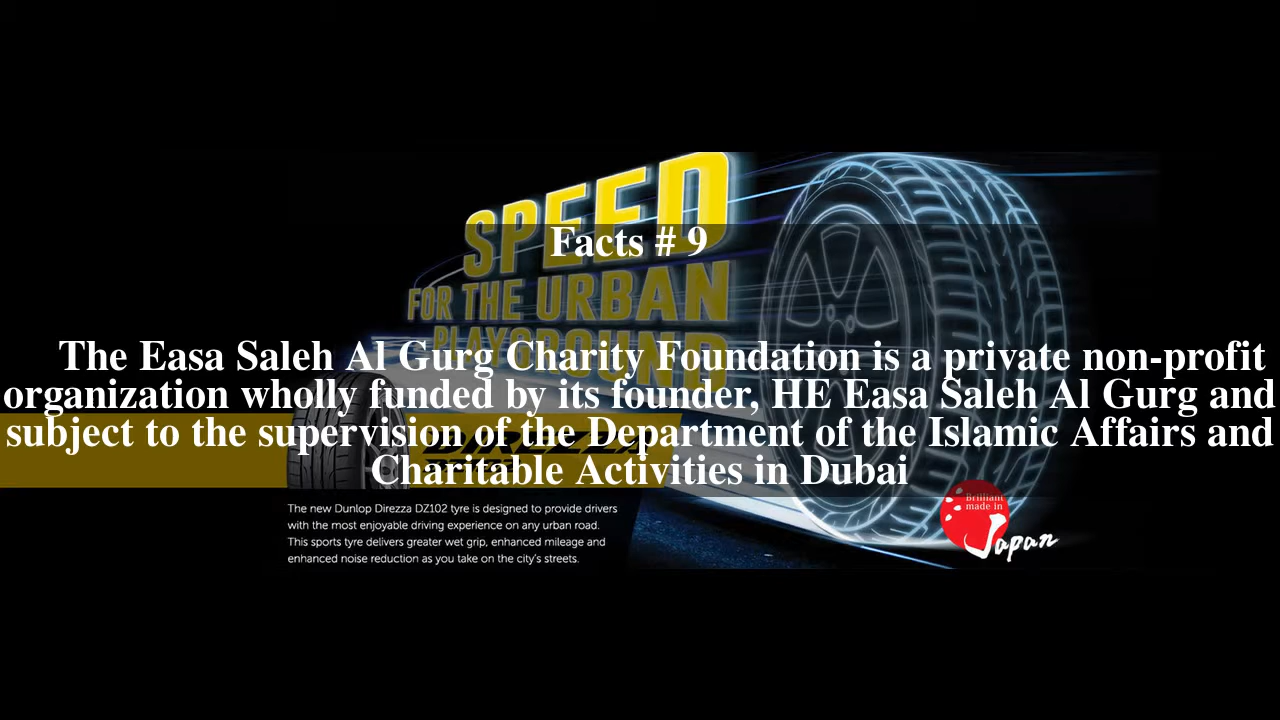 SPEED
Facts # 9
FOR THE URBAN
PLAYGROUND
The Easa Saleh Al Gurg Charity Foundation is a private non-profit
organization wholly funded by its founder, HE Easa Saleh Al Gurg and
subject to the supervision of the Department of the Islamic Affairs and
DIREZZA
Charitable Activities in Dubai
The new Dunlop Direzza DZ102 tyre is designed to provide drivers
with the most enjoyable driving experience on any urban road.
This sports tyre delivers greater wet grip, enhanced mileage and
enhanced noise reduction as you take on the city's streets.
Brilliant
made in
Japan